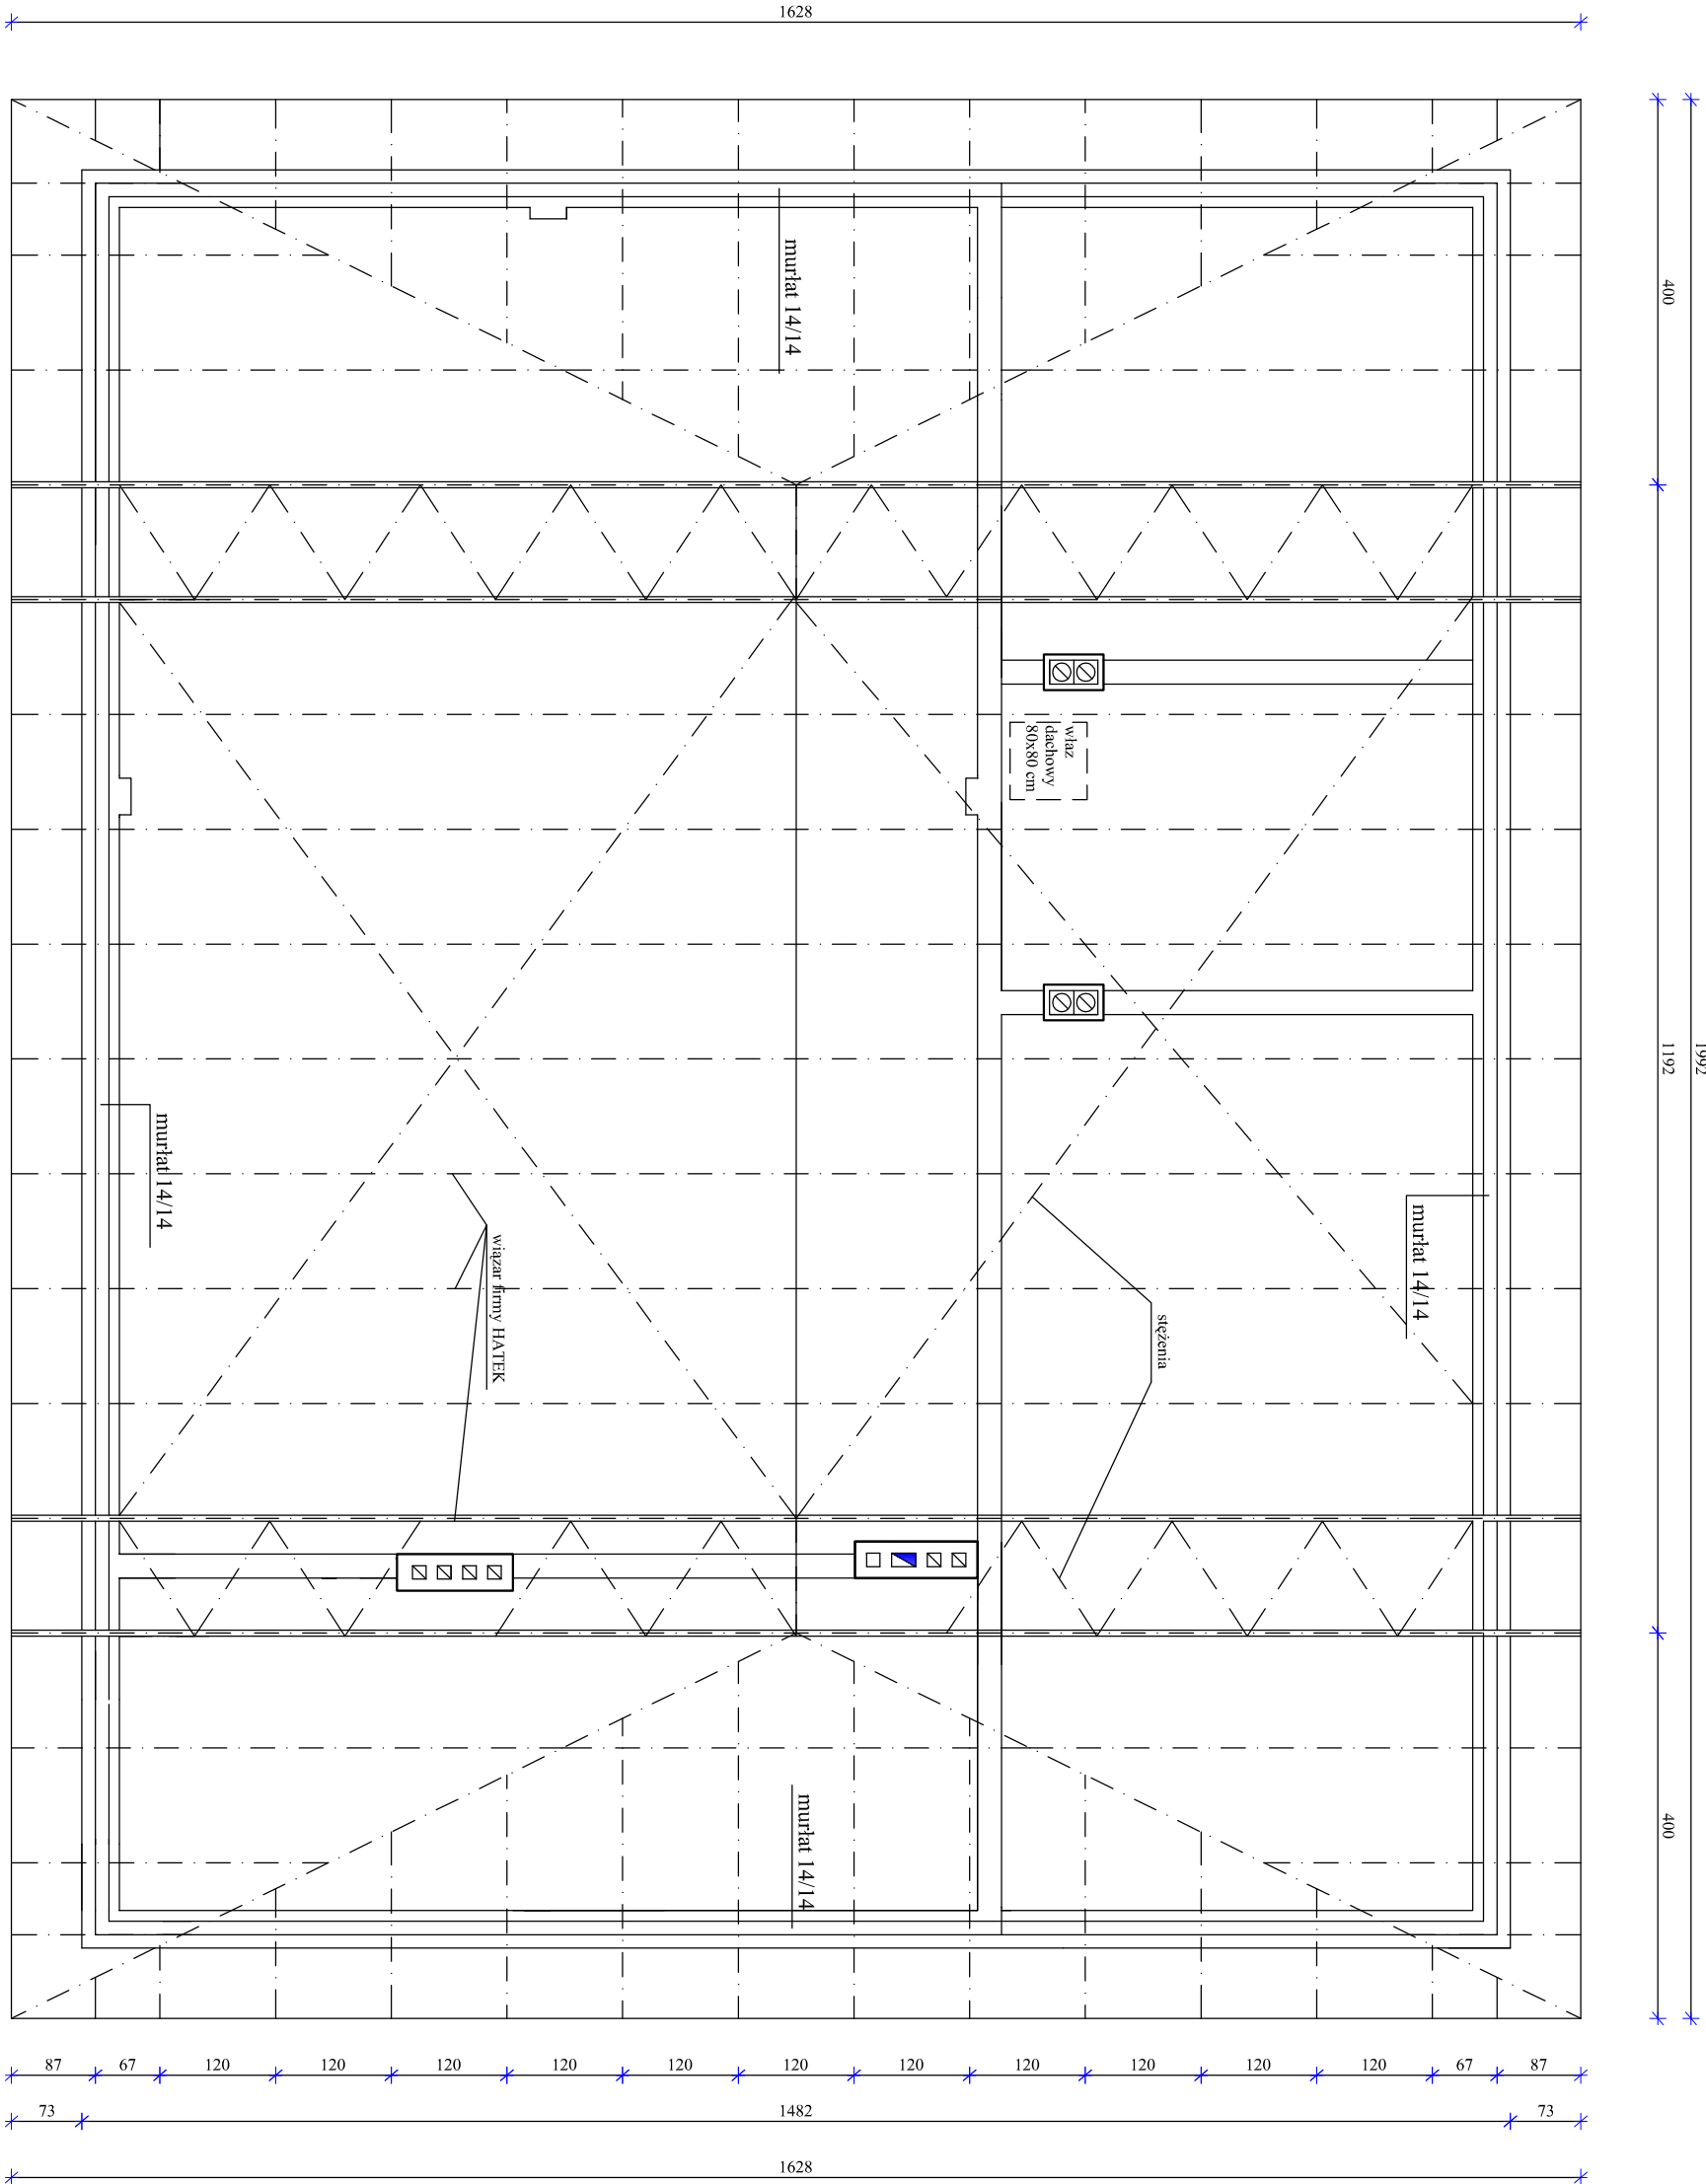 1628
murłat 14/14
400
właz
dachowy
80x80 cm
1192
1992
murłat 14/14
murłat 14/14
wiązar firmy HATEK
stężenia
murłat 14/14
400
87 67 120 120 120 120 120 120 120 120 120 120 120 67 87
73 1482 73
1628